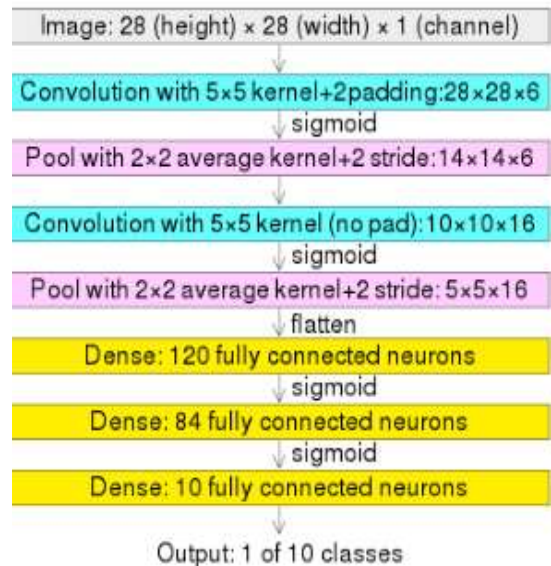 Image: 28 (height) × 28 (width) × 1 (channel)
Convolution with 5×5 kernel+2padding:28×28×6
sigmoid
Pool with 2×2 average kernel+2 stride:14×14×6
Convolution with 5×5 kernel (no pad):10×10×16
sigmoid
Pool with 2×2 average kernel+2 stride: 5×5×16
flatten
Dense: 120 fully connected neurons
sigmoid
Dense: 84 fully connected neurons
sigmoid
Dense: 10 fully connected neurons
Output: 1 of 10 classes